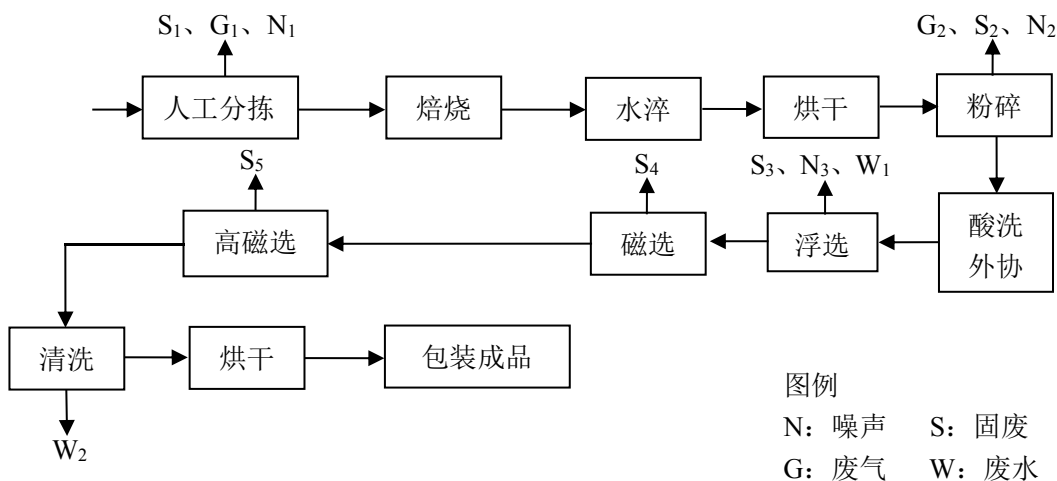 S₁、G₁、N₁
G₂、S₂、N₂
人工分拣
焙烧
水淬
烘干
粉碎
S₅
S₄
S₃、N₃、W₁
高磁选
磁选
浮选
酸洗
外协
清洗
烘干
包装成品
W₂
图例
N：噪声 S：固废
G：废气 W：废水